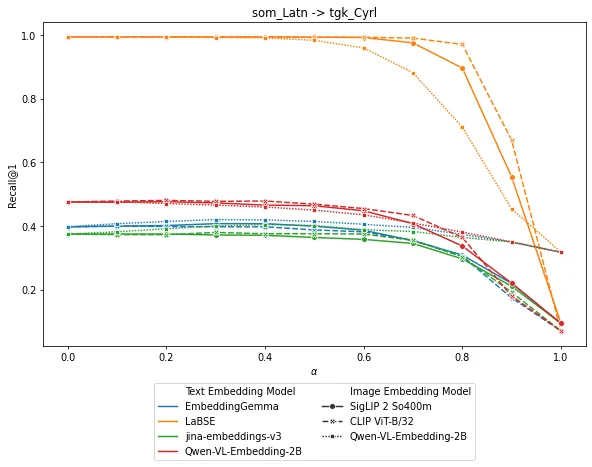 som_Latn -> tgk_Cyrl
Recall@1
1.0
0.8
0.6
0.4
0.2
0.0 0.2 0.4 0.6 0.8 1.0
α
Text Embedding Model
EmbeddingGemma
LaBSE
jina-embeddings-v3
Qwen-VL-Embedding-2B
Image Embedding Model
SigLIP 2 So400m
CLIP ViT-B/32
Qwen-VL-Embedding-2B